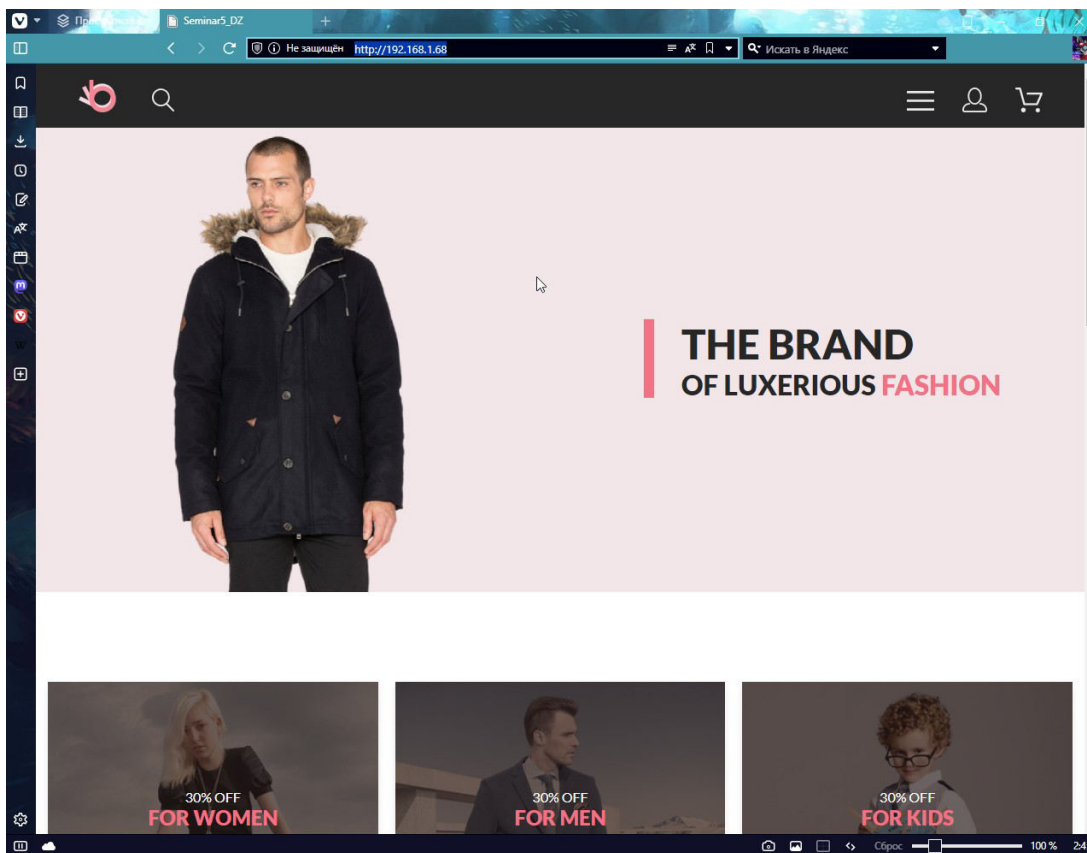 Seminar5_DZ
Не защищён http://192.168.1.68
Искать в Яндекс
THE BRAND
OF LUXERIOUS FASHION
30% OFF
FOR WOMEN
30% OFF
FOR MEN
30% OFF
FOR KIDS
Сброс 100 %